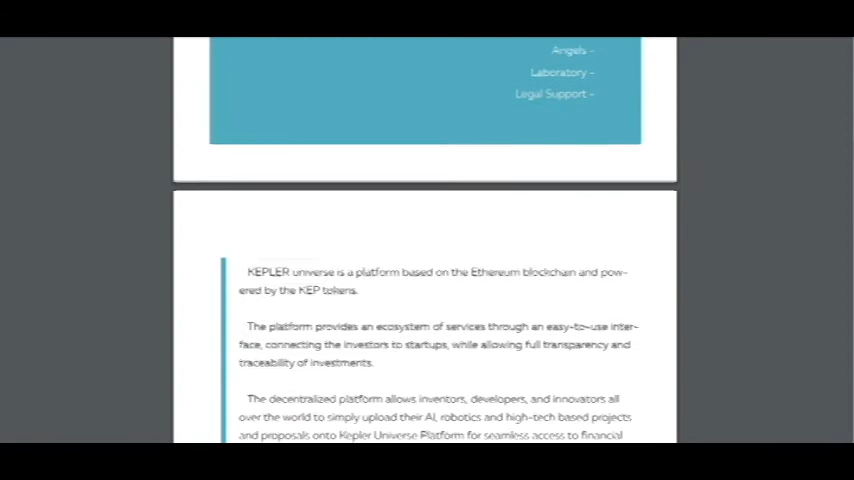 Angels -
Laboratory -
Legal Support -
KEPLER universe is a platform based on the Ethereum blockchain and pow-
ered by the KEP tokens.
The platform provides an ecosystem of services through an easy-to-use inter-
face, connecting the investors to startups, while allowing full transparency and
traceability of investments.
The decentralized platform allows inventors, developers, and innovators all
over the world to simply upload their AI, robotics and high-tech based projects
and proposals onto Kepler Universe Platform for seamless access to financial